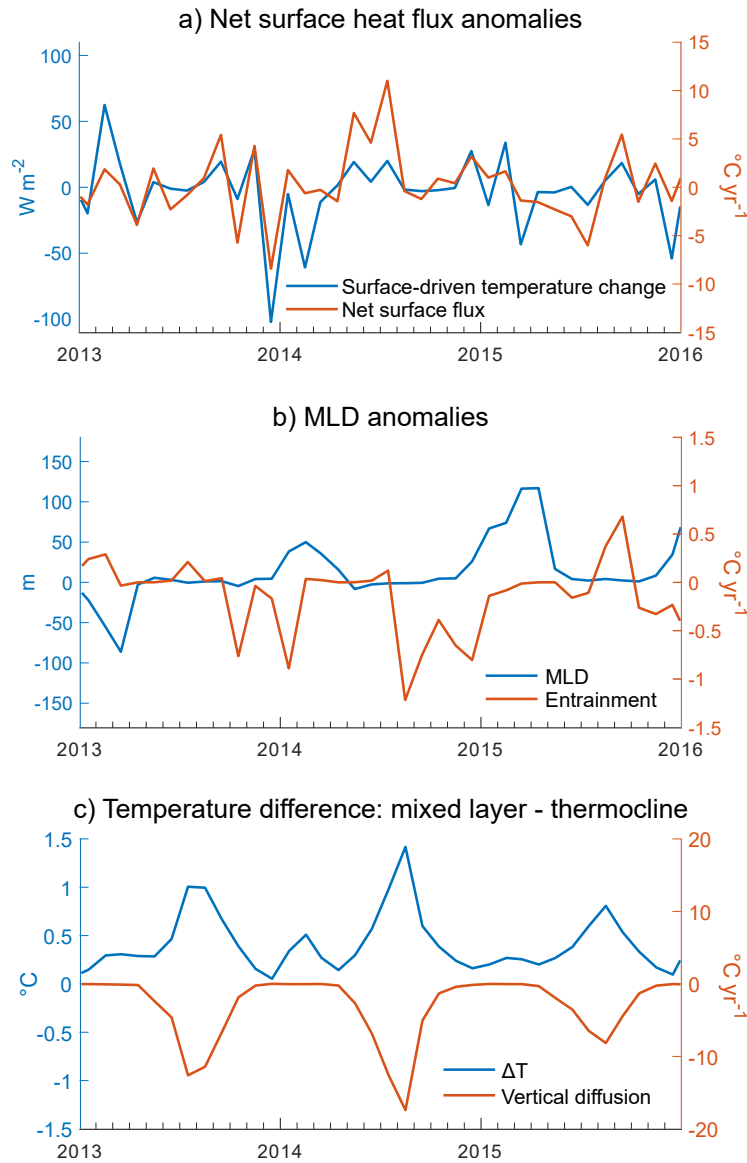 a) Net surface heat flux anomalies
100
50
0
-50
-100
W m⁻²
15
10
5
0
-5
-10
-15
°C yr⁻¹
Surface-driven temperature change
Net surface flux
2013 2014 2015 2016
b) MLD anomalies
150
100
50
0
-50
-100
-150
m
1.5
1
0.5
0
-0.5
-1
-1.5
°C yr⁻¹
MLD
Entrainment
2013 2014 2015 2016
c) Temperature difference: mixed layer - thermocline
1.5
1
0.5
0
-0.5
-1
-1.5
°C
20
10
0
-10
-20
°C yr⁻¹
ΔT
Vertical diffusion
2013 2014 2015 2016